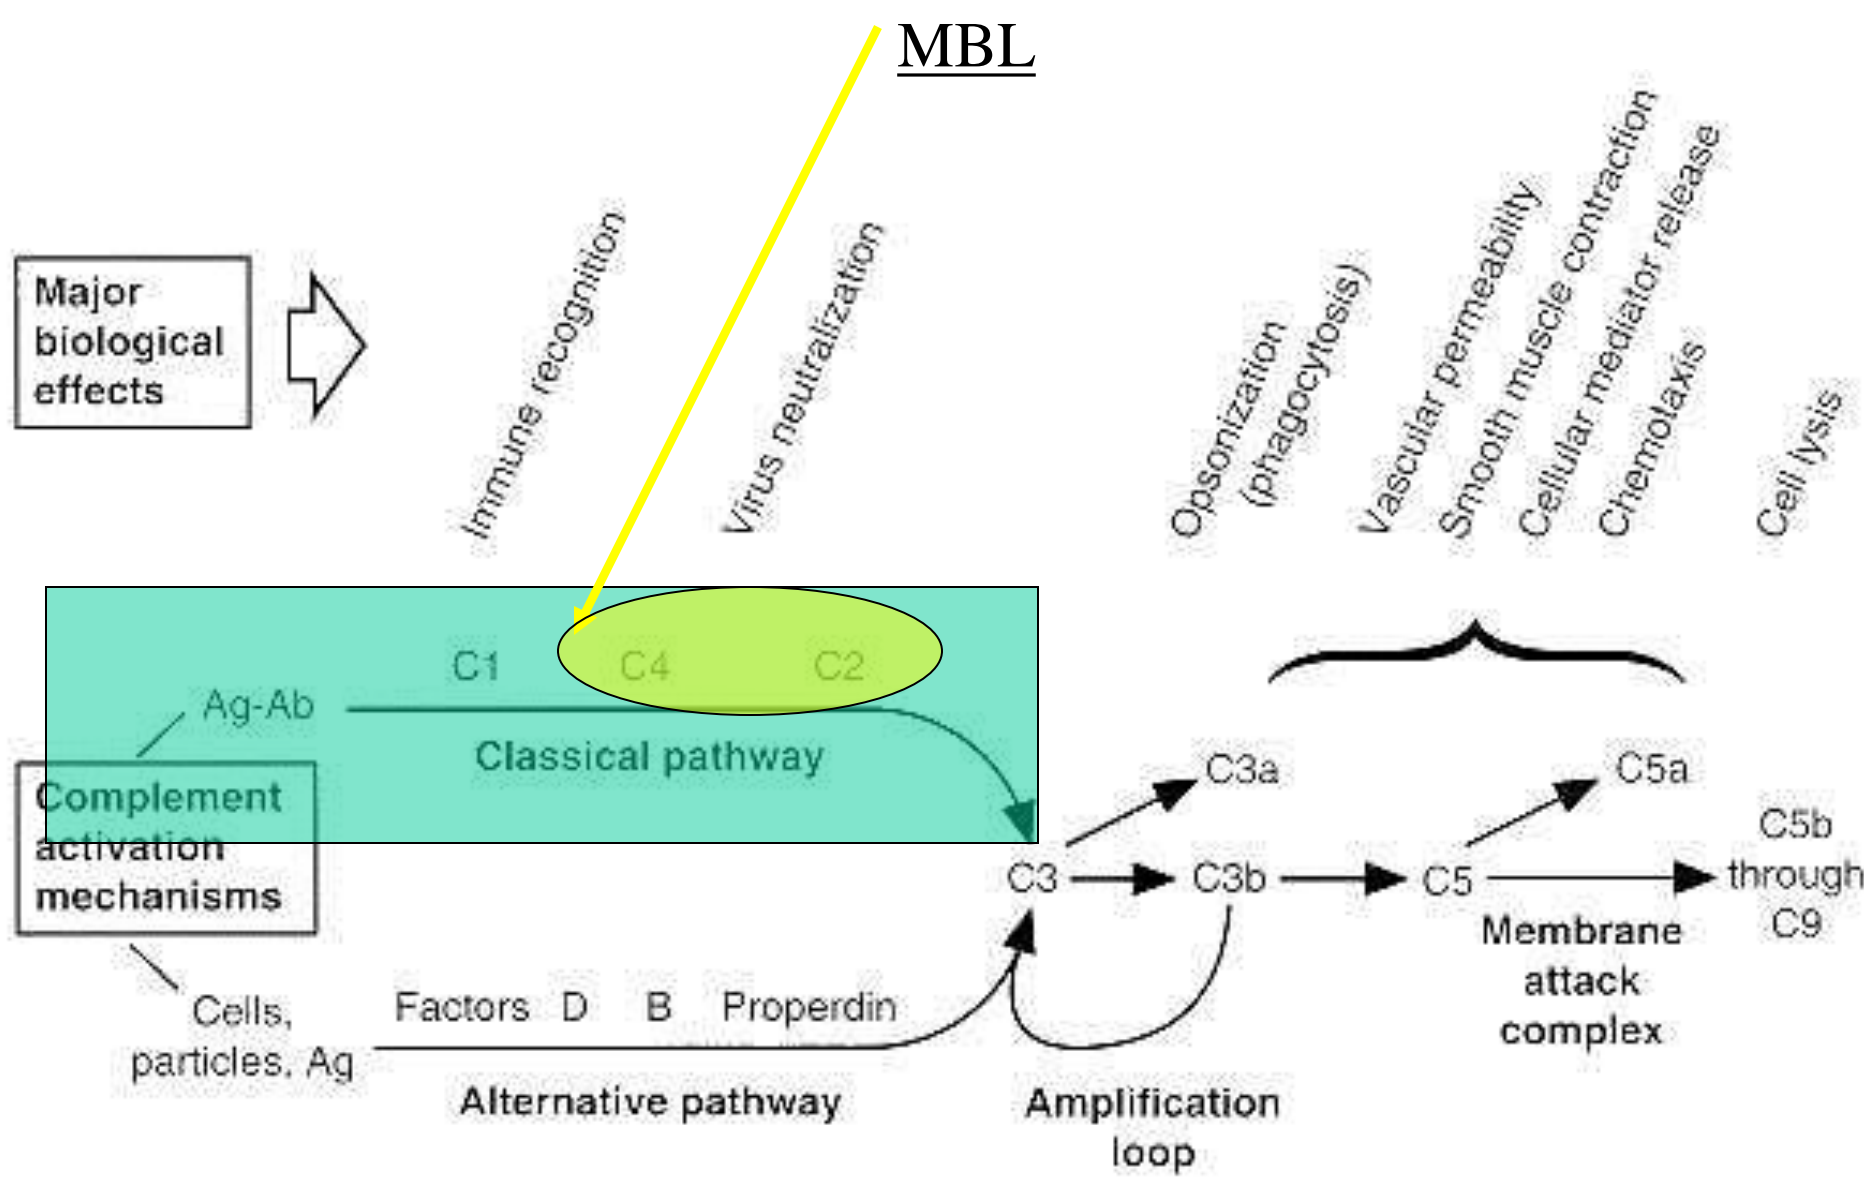 MBL
Major
biological
effects
Immune recognition
Virus neutralization
Opsonization
(phagocytosis)
Vascular permeability
Smooth muscle contraction
Cellular mediator release
Chemotaxis
Cell lysis
C1 C4 C2
Ag-Ab
Classical pathway
Complement
activation
mechanisms
C3a
C5a
C3
C3b
C5
C5b
through
C9
Membrane
attack
complex
Cells,
particles, Ag
Factors D B Properdin
Alternative pathway
Amplification
loop